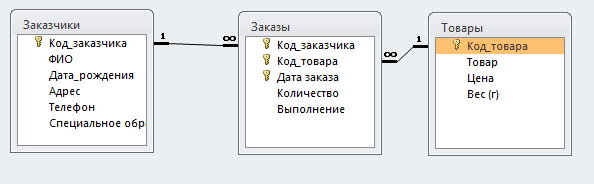 Заказчики
Код_заказчика
ФИО
Дата_рождения
Адрес
Телефон
Специальное обр
1
∞
Заказы
Код_заказчика
Код_товара
Дата заказа
Количество
Выполнение
∞
1
Товары
Код_товара
Товар
Цена
Вес (г)